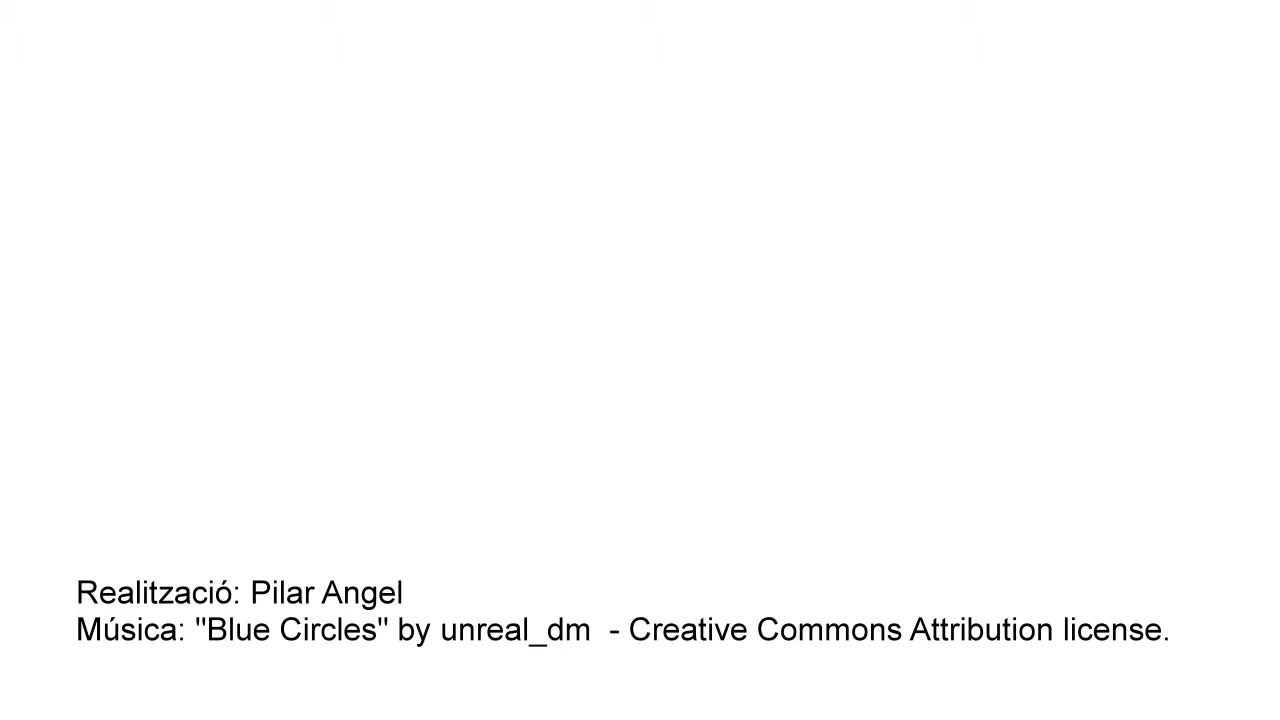 Realització: Pilar Angel
Música: "Blue Circles" by unreal_dm  - Creative Commons Attribution license.